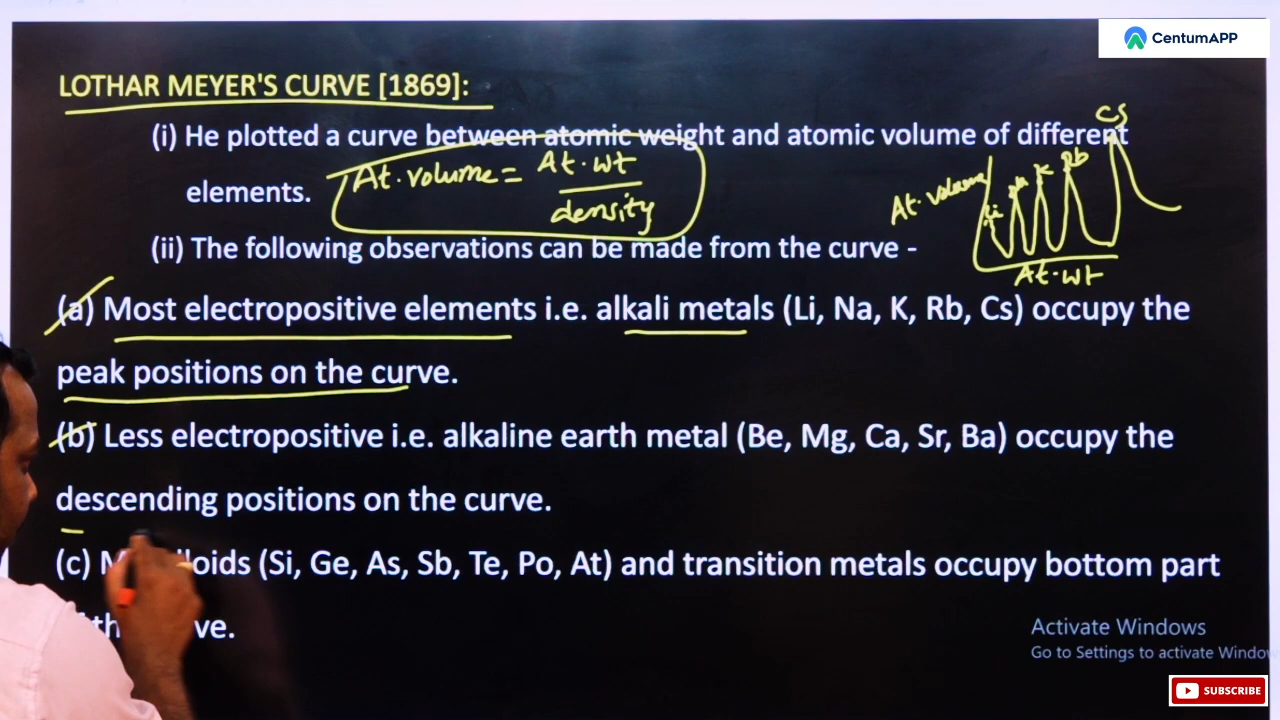 CentumAPP
LOTHAR MEYER'S CURVE [1869]:
(i) He plotted a curve between atomic weight and atomic volume of different
elements.
At. volume = At. wt
density
(ii) The following observations can be made from the curve -
Cs
Rb
K
Na
Li
At. volume
At. wt
(a) Most electropositive elements i.e. alkali metals (Li, Na, K, Rb, Cs) occupy the
peak positions on the curve.
(b) Less electropositive i.e. alkaline earth metal (Be, Mg, Ca, Sr, Ba) occupy the
descending positions on the curve.
(c) (Si, Ge, As, Sb, Te, Po, At) and transition metals occupy bottom part
Activate Windows
Go to Settings to activate
SUBSCRIBE